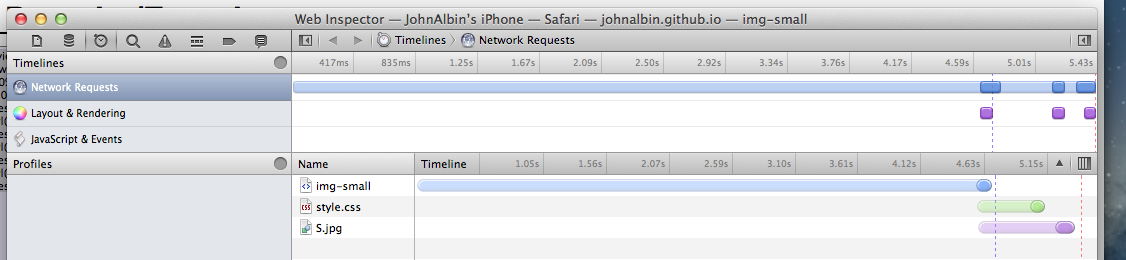 Web Inspector — JohnAlbin's iPhone — Safari — johnalbin.github.io — img-small
Timelines 〉 Network Requests
Timelines 417ms 835ms 1.25s 1.67s 2.09s 2.50s 2.92s 3.34s 3.76s 4.17s 4.59s 5.01s 5.43s
Network Requests
Layout & Rendering
JavaScript & Events
Profiles Name Timeline 1.05s 1.56s 2.07s 2.59s 3.10s 3.61s 4.12s 4.63s 5.15s
img-small
style.css
S.jpg